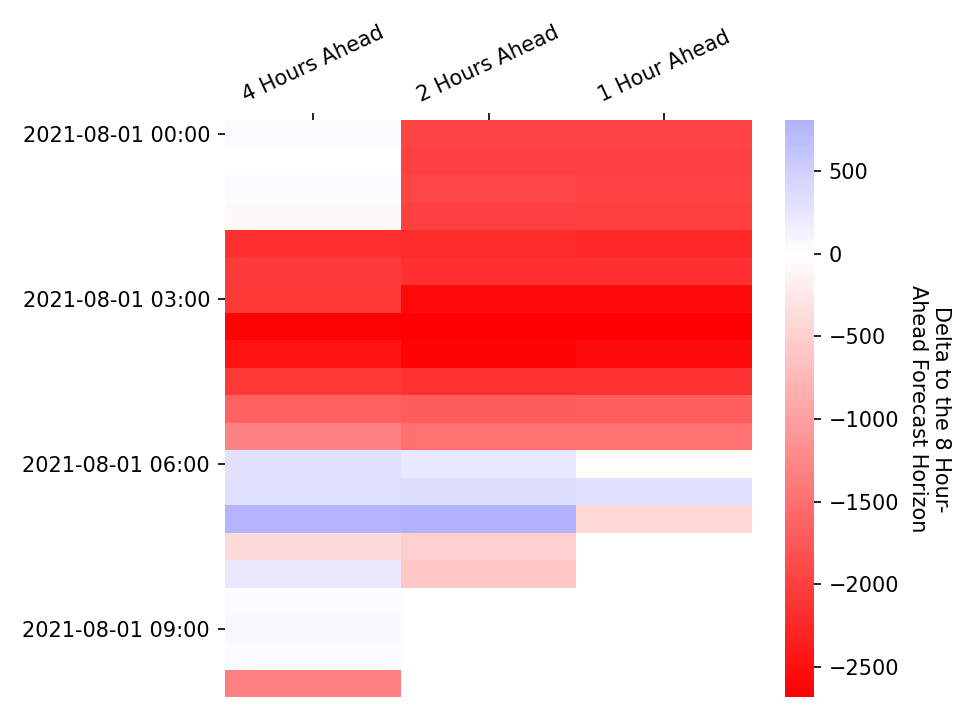 4 Hours Ahead
2 Hours Ahead
1 Hour Ahead
2021-08-01 00:00
2021-08-01 03:00
2021-08-01 06:00
2021-08-01 09:00
500
0
−500
−1000
−1500
−2000
−2500
Delta to the 8 Hour-
Ahead Forecast Horizon